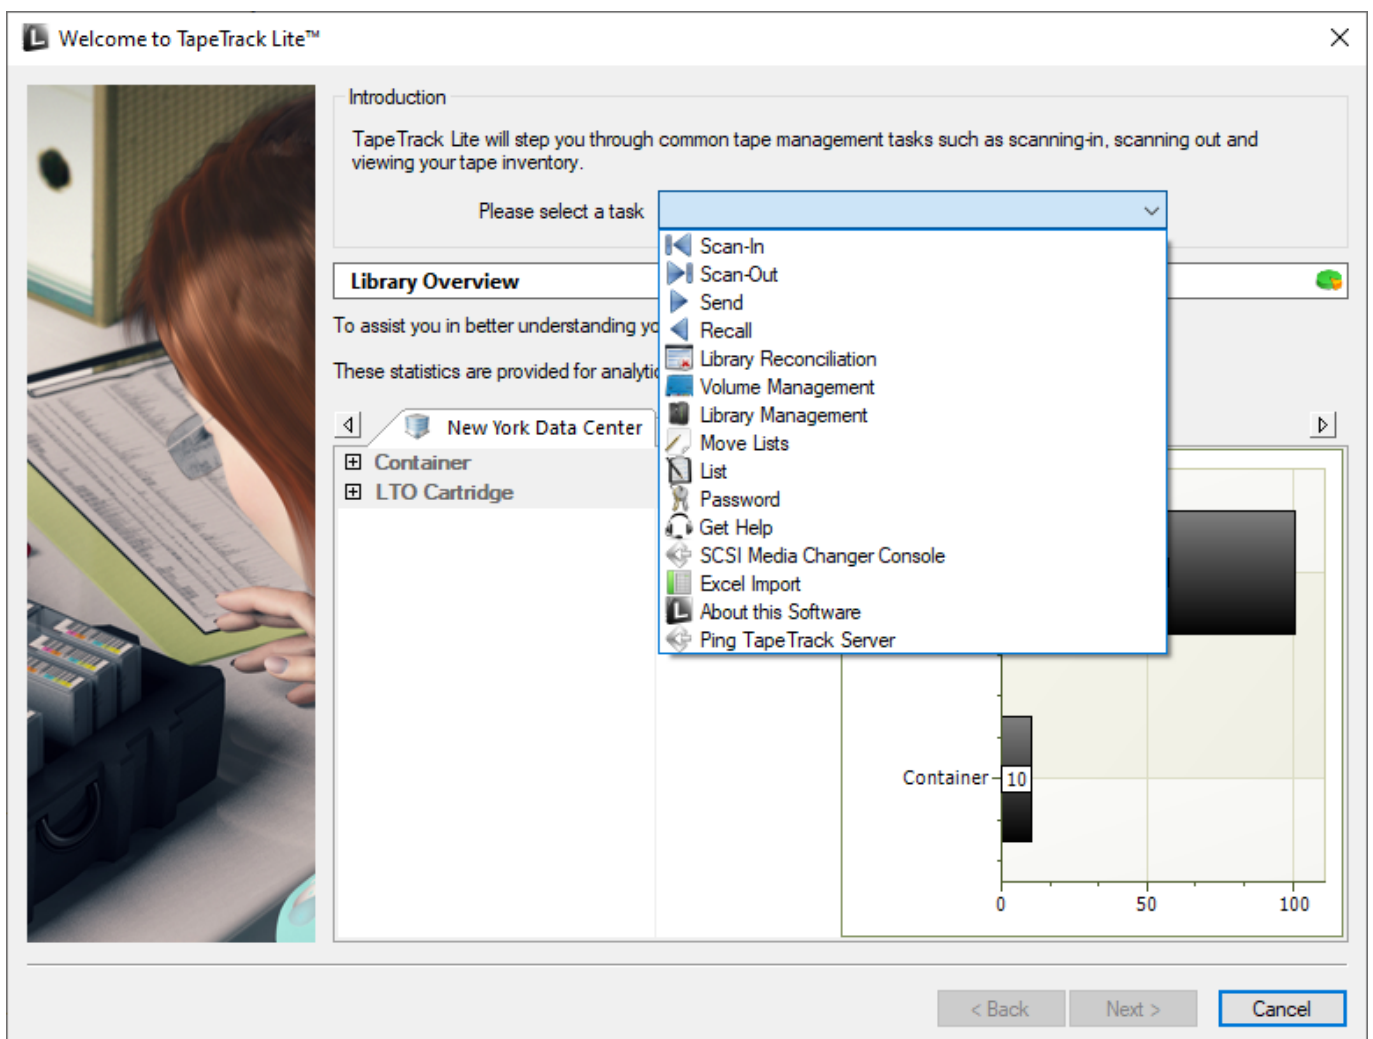 Welcome to TapeTrack Lite™
Introduction
TapeTrack Lite will step you through common tape management tasks such as scanning-in, scanning out and
viewing your tape inventory.
Please select a task
Scan-In
Scan-Out
Send
Recall
Library Reconciliation
Volume Management
Library Management
Move Lists
List
Password
Get Help
SCSI Media Changer Console
Excel Import
About this Software
Ping TapeTrack Server
Library Overview
To assist you in better understanding
These statistics are provided for
New York Data Center
Container
LTO Cartridge
Container
10
0 50 100
< Back Next > Cancel